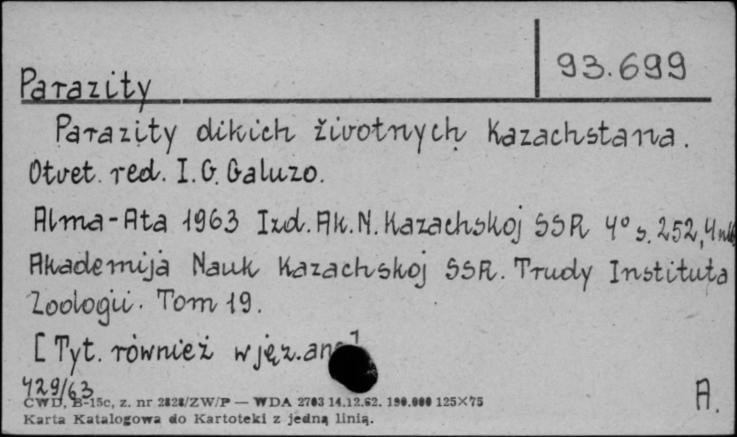 93.699
Parazity
Parazity dikich životnych Kazachstana.
Otvet. red. I.G. Galuzo.
Alma-Ata 1963 Izd. Ak. N. Kazachskoj SSR 4° s. 252, 4
Akademija Nauk Kazachskoj SSR. Trudy Instituta
Zoologii. Tom 19.
[Tyt. również w jęz.
429/63
A.
CWD, B-15c, z. nr 2828/ZW/P — WDA 2703 14.12.62. 190.000 125×75
Karta Katalogowa do Kartoteki z jedną linią.